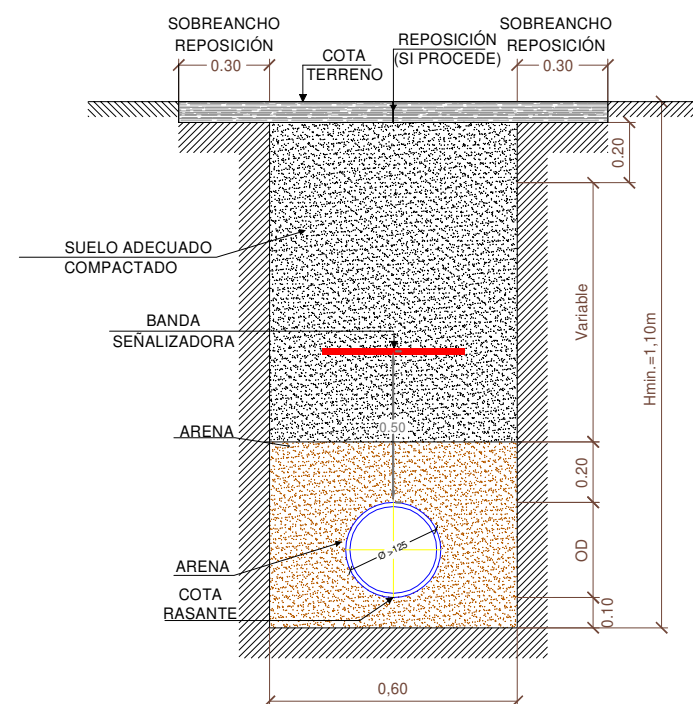 SOBREANCHO
REPOSICIÓN
0.30
COTA
TERRENO
REPOSICIÓN
(SI PROCEDE)
SOBREANCHO
REPOSICIÓN
0.30
0.20
SUELO ADECUADO
COMPACTADO
Variable
BANDA
SEÑALIZADORA
Hmin.=1,10m
0.50
ARENA
0.20
Ø >125
OD
ARENA
COTA
RASANTE
0.10
0,60